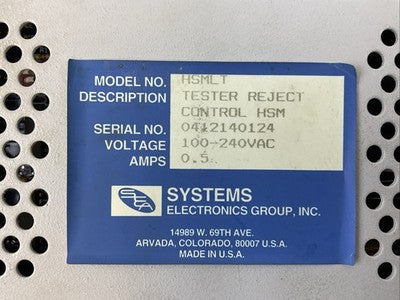 MODEL NO. HSMLT
DESCRIPTION TESTER REJECT
CONTROL HSM
SERIAL NO. 0412140124
VOLTAGE 100-240VAC
AMPS 0.5
SEA SYSTEMS
ELECTRONICS GROUP, INC.
14989 W. 69TH AVE.
ARVADA, COLORADO, 80007 U.S.A.
MADE IN U.S.A.